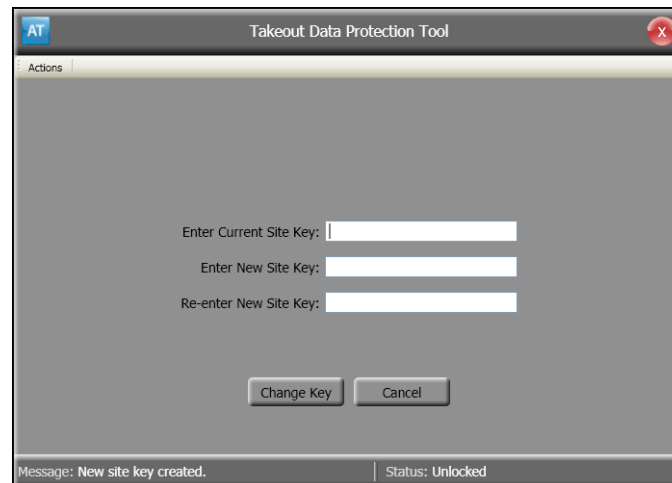 AT
Takeout Data Protection Tool
X
Actions
Enter Current Site Key:
Enter New Site Key:
Re-enter New Site Key:
Change Key Cancel
Message: New site key created. Status: Unlocked